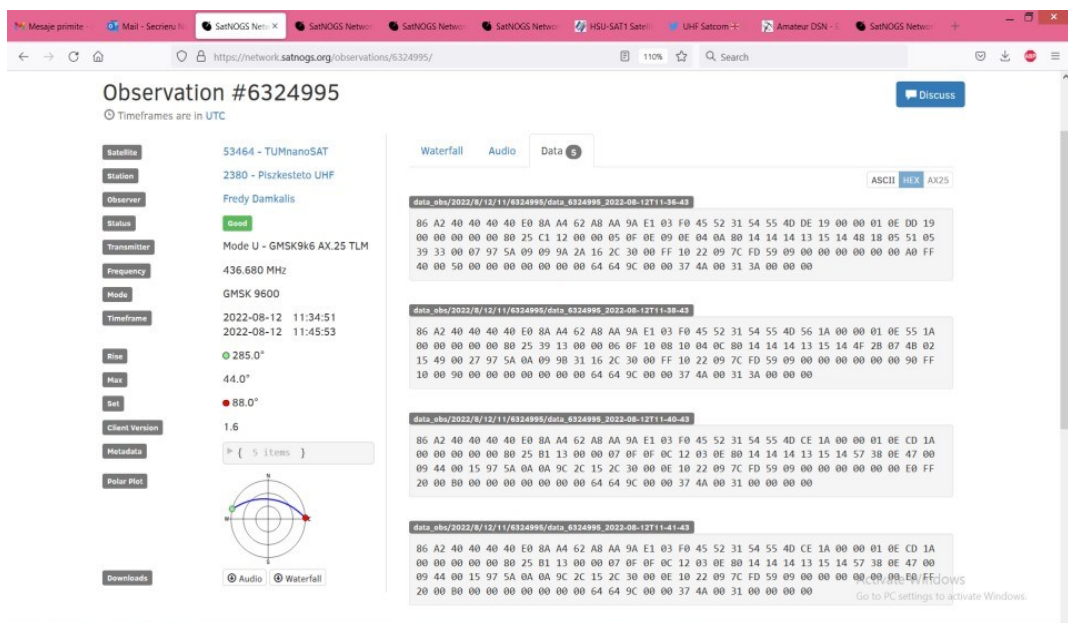 Mesaje primite -
Mail - Secrieru N
SatNOGS Net
SatNOGS Networ
SatNOGS Networ
SatNOGS Networ
HSU-SAT1 Satelli
UHF Satcom
Amateur DSN -
SatNOGS Networ
https://network.satnogs.org/observations/6324995/
110%
Search
Observation #6324995
Discuss
Timeframes are in UTC
Satellite 53464 - TUMnanoSAT
Station 2380 - Piszkesteto UHF
Observer Fredy Damkalis
Status Good
Transmitter Mode U - GMSK9k6 AX.25 TLM
Frequency 436.680 MHz
Mode GMSK 9600
Timeframe 2022-08-12 11:34:51
2022-08-12 11:45:53
Rise 285.0°
Max 44.0°
Set 88.0°
Client Version 1.6
Metadata { 5 items }
Polar Plot
N
W
S
Downloads Audio Waterfall
Waterfall Audio Data 5
ASCII HEX AX25
data_obs/2022/8/12/11/6324995/data_6324995_2022-08-12T11-36-43
86 A2 40 40 40 40 E0 8A A4 62 A8 AA 9A E1 03 F0 45 52 31 54 55 4D DE 19 00 00 01 0E DD 19
00 00 00 00 00 80 25 C1 12 00 00 05 0F 0E 09 0E 04 0A 80 14 14 14 13 15 14 48 18 05 51 05
39 33 00 07 97 5A 09 09 9A 2A 16 2C 30 00 FF 10 22 09 7C FD 59 09 00 00 00 00 00 00 A0 FF
40 00 50 00 00 00 00 00 00 00 64 64 9C 00 00 37 4A 00 31 3A 00 00 00
data_obs/2022/8/12/11/6324995/data_6324995_2022-08-12T11-38-43
86 A2 40 40 40 40 E0 8A A4 62 A8 AA 9A E1 03 F0 45 52 31 54 55 4D 56 1A 00 00 01 0E 55 1A
00 00 00 00 00 80 25 39 13 00 00 06 0F 10 08 10 04 0C 80 14 14 14 13 15 14 4F 2B 07 4B 02
15 49 00 27 97 5A 0A 09 9B 31 16 2C 30 00 FF 10 22 09 7C FD 59 09 00 00 00 00 00 00 90 FF
10 00 90 00 00 00 00 00 00 00 64 64 9C 00 00 37 4A 00 31 3A 00 00 00
data_obs/2022/8/12/11/6324995/data_6324995_2022-08-12T11-40-43
86 A2 40 40 40 40 E0 8A A4 62 A8 AA 9A E1 03 F0 45 52 31 54 55 4D CE 1A 00 00 01 0E CD 1A
00 00 00 00 00 80 25 B1 13 00 00 07 0F 0F 0C 12 03 0E 80 14 14 14 13 15 14 57 38 0E 47 00
09 44 00 15 97 5A 0A 0A 9C 2C 15 2C 30 00 0E 10 22 09 7C FD 59 09 00 00 00 00 00 00 E0 FF
20 00 B0 00 00 00 00 00 00 00 64 64 9C 00 00 37 4A 00 31 00 00 00 00
data_obs/2022/8/12/11/6324995/data_6324995_2022-08-12T11-41-43
86 A2 40 40 40 40 E0 8A A4 62 A8 AA 9A E1 03 F0 45 52 31 54 55 4D CE 1A 00 00 01 0E CD 1A
00 00 00 00 00 80 25 B1 13 00 00 07 0F 0F 0C 12 03 0E 80 14 14 14 13 15 14 57 38 0E 47 00
09 44 00 15 97 5A 0A 0A 9C 2C 15 2C 30 00 0E 10 22 09 7C FD 59 09 00 00 00 00 00 00 E0 FF
20 00 B0 00 00 00 00 00 00 00 64 64 9C 00 00 37 4A 00 31 00 00 00 00
Activate Windows
Go to PC settings to activate Windows.